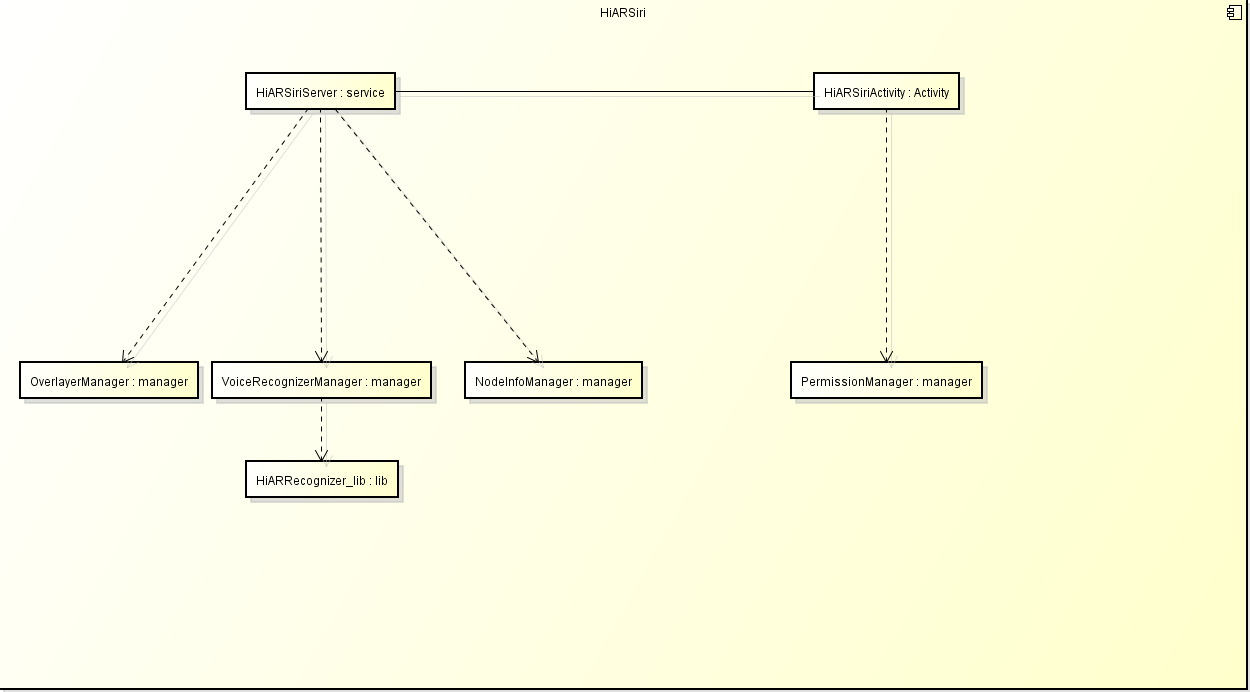 HiARSiri
HiARSiriServer : service
HiARSiriActivity : Activity
OverlayerManager : manager
VoiceRecognizerManager : manager
NodeInfoManager : manager
PermissionManager : manager
HiARRecognizer_lib : lib